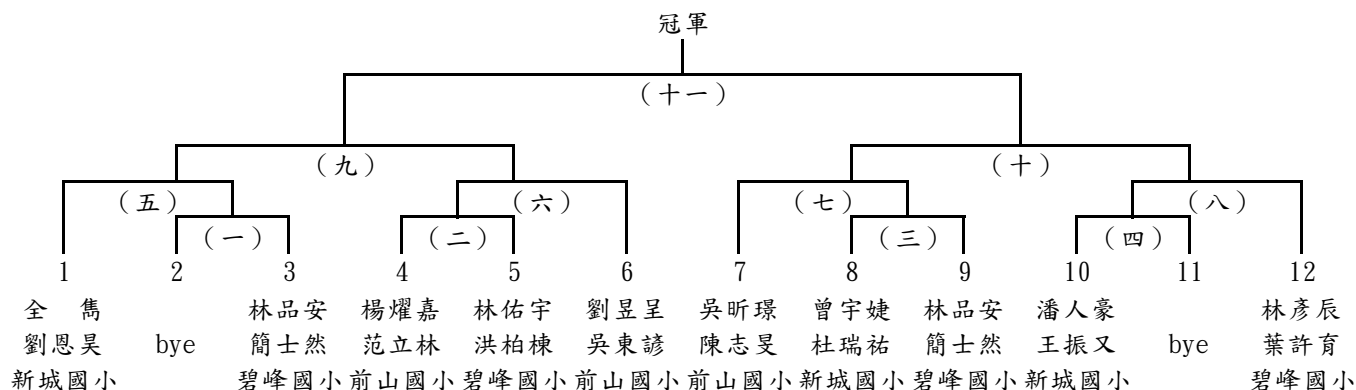 冠軍
（十一）
（九） （十）
（五） （六） （七） （八）
（一） （二） （三） （四）
1 2 3 4 5 6 7 8 9 10 11 12
全 雋 林品安 楊燿嘉 林佑宇 劉昱呈 吳昕璟 曾宇婕 林品安 潘人豪 林彥辰
劉恩昊 bye 簡士然 范立林 洪柏棟 吳東諺 陳志旻 杜瑞祐 簡士然 王振又 bye 葉許育
新城國小 碧峰國小 前山國小 碧峰國小 前山國小 前山國小 新城國小 碧峰國小 新城國小 碧峰國小